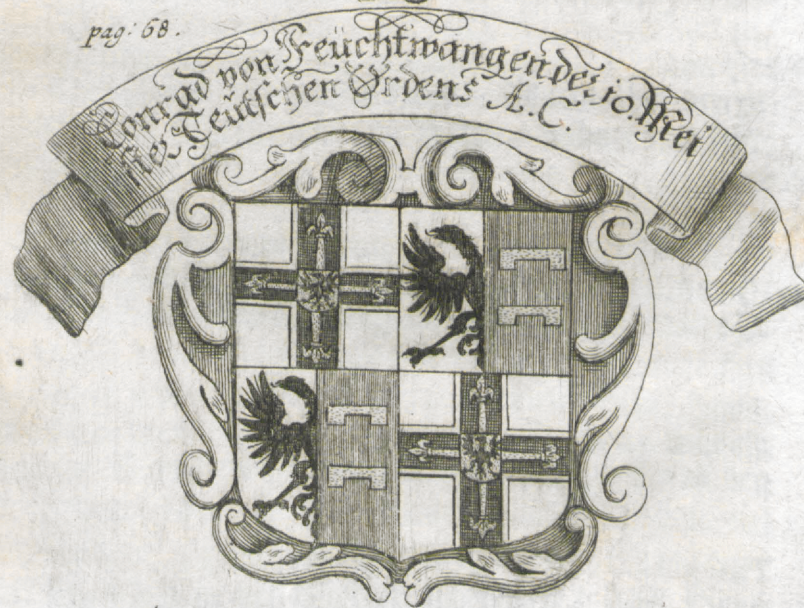 pag: 68.
Conrad von Feüchtwangen der 10. Mei
ster Teütschen Ordens A. C.